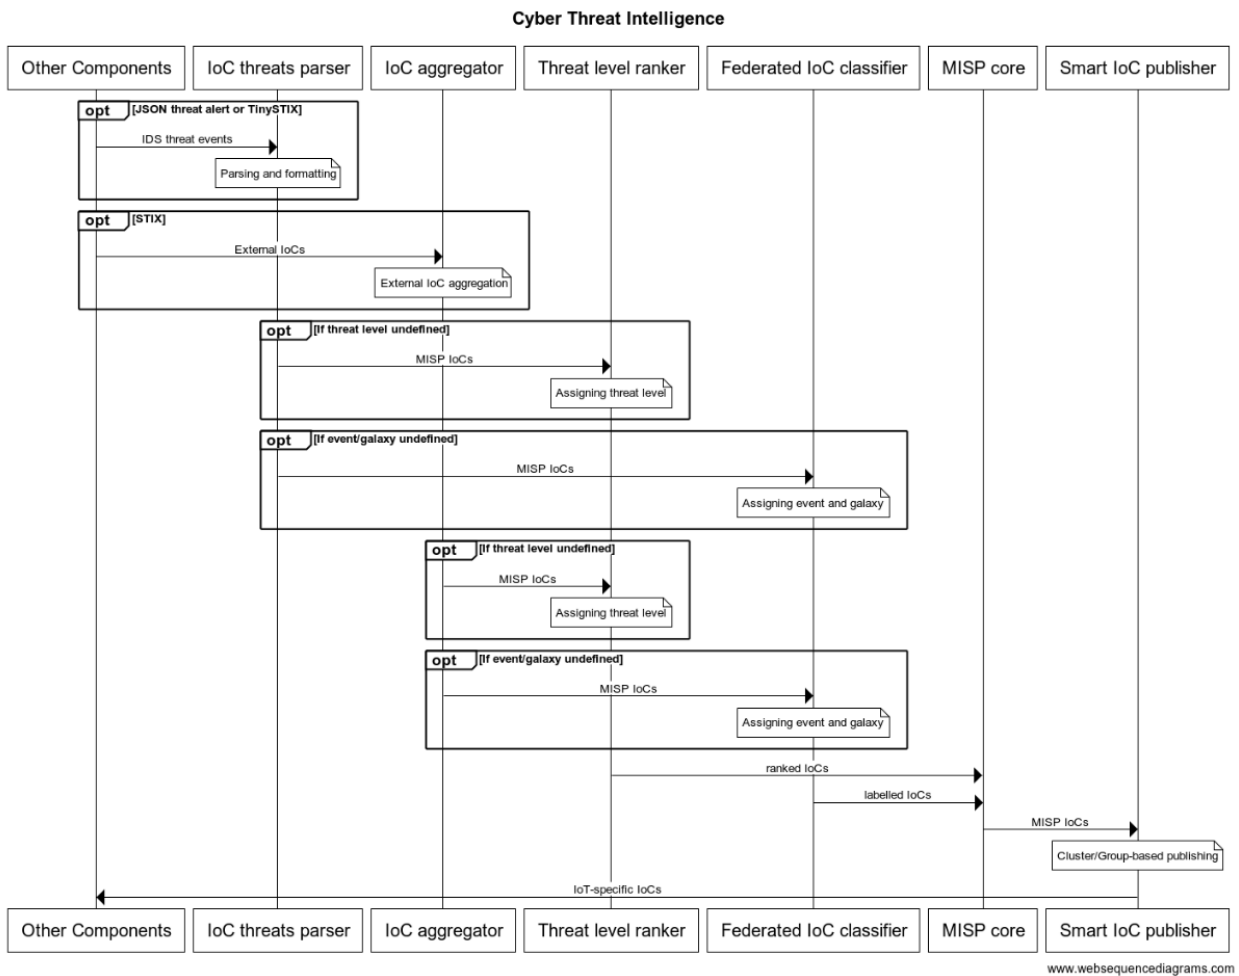 Cyber Threat Intelligence
Other Components IoC threats parser IoC aggregator Threat level ranker Federated IoC classifier MISP core Smart IoC publisher
opt [JSON threat alert or TinySTIX]
IDS threat events
Parsing and formatting
opt [STIX]
External IoCs
External IoC aggregation
opt [If threat level undefined]
MISP IoCs
Assigning threat level
opt [If event/galaxy undefined]
MISP IoCs
Assigning event and galaxy
opt [If threat level undefined]
MISP IoCs
Assigning threat level
opt [If event/galaxy undefined]
MISP IoCs
Assigning event and galaxy
ranked IoCs
labelled IoCs
MISP IoCs
Cluster/Group-based publishing
IoT-specific IoCs
Other Components IoC threats parser IoC aggregator Threat level ranker Federated IoC classifier MISP core Smart IoC publisher
www.websequencediagrams.com